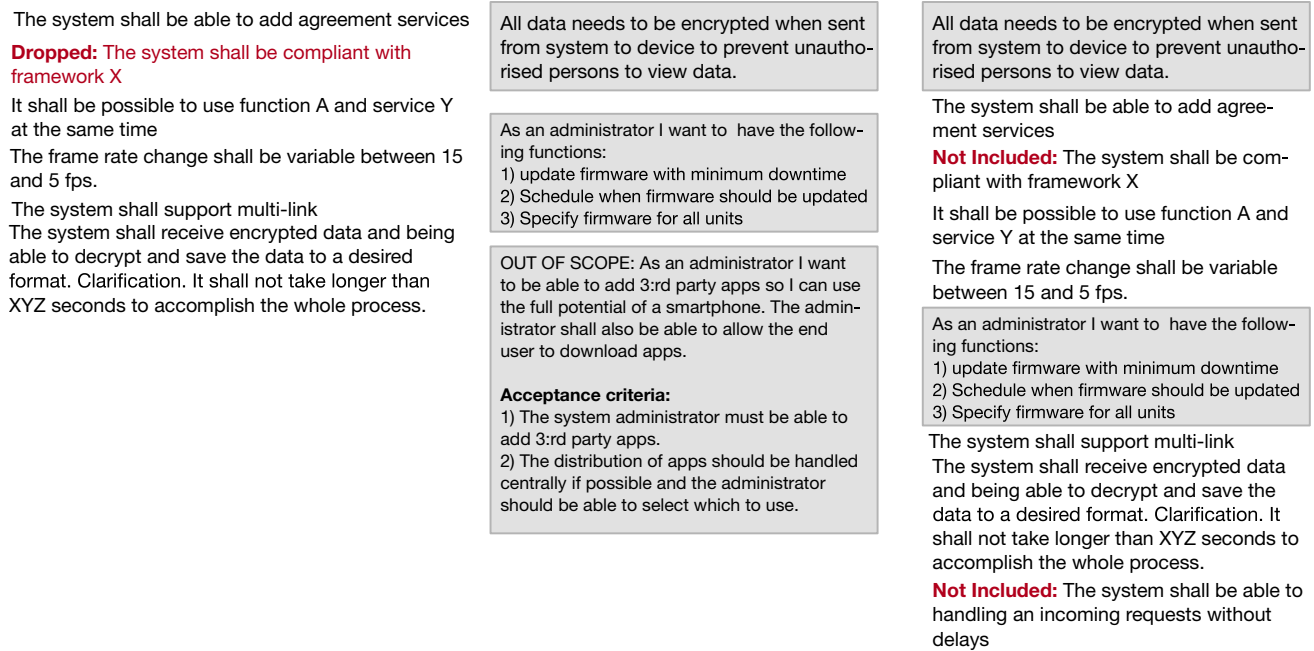 The system shall be able to add agreement services
Dropped: The system shall be compliant with
framework X
It shall be possible to use function A and service Y
at the same time
The frame rate change shall be variable between 15
and 5 fps.
The system shall support multi-link
The system shall receive encrypted data and being
able to decrypt and save the data to a desired
format. Clarification. It shall not take longer than
XYZ seconds to accomplish the whole process.
All data needs to be encrypted when sent
from system to device to prevent unautho-
rised persons to view data.
As an administrator I want to have the follow-
ing functions:
1) update firmware with minimum downtime
2) Schedule when firmware should be updated
3) Specify firmware for all units
OUT OF SCOPE: As an administrator I want
to be able to add 3:rd party apps so I can use
the full potential of a smartphone. The admin-
istrator shall also be able to allow the end
user to download apps.
Acceptance criteria:
1) The system administrator must be able to
add 3:rd party apps.
2) The distribution of apps should be handled
centrally if possible and the administrator
should be able to select which to use.
All data needs to be encrypted when sent
from system to device to prevent unautho-
rised persons to view data.
The system shall be able to add agree-
ment services
Not Included: The system shall be com-
pliant with framework X
It shall be possible to use function A and
service Y at the same time
The frame rate change shall be variable
between 15 and 5 fps.
As an administrator I want to have the follow-
ing functions:
1) update firmware with minimum downtime
2) Schedule when firmware should be updated
3) Specify firmware for all units
The system shall support multi-link
The system shall receive encrypted data
and being able to decrypt and save the
data to a desired format. Clarification. It
shall not take longer than XYZ seconds to
accomplish the whole process.
Not Included: The system shall be able to
handling an incoming requests without
delays